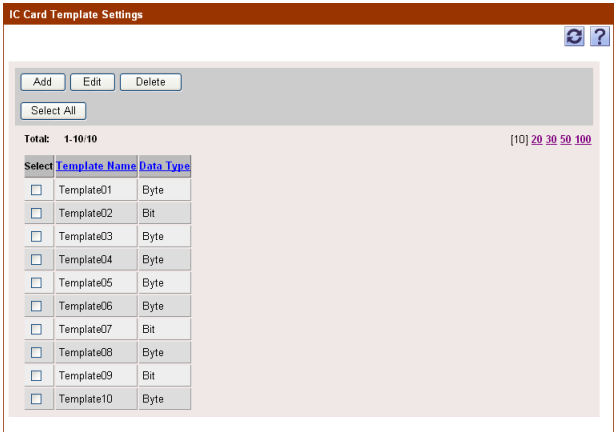 IC Card Template Settings
?
Add Edit Delete
Select All
Total: 1-10/10 [10] 20 30 50 100
Select Template Name Data Type
Template01 Byte
Template02 Bit
Template03 Byte
Template04 Byte
Template05 Byte
Template06 Byte
Template07 Bit
Template08 Byte
Template09 Bit
Template10 Byte